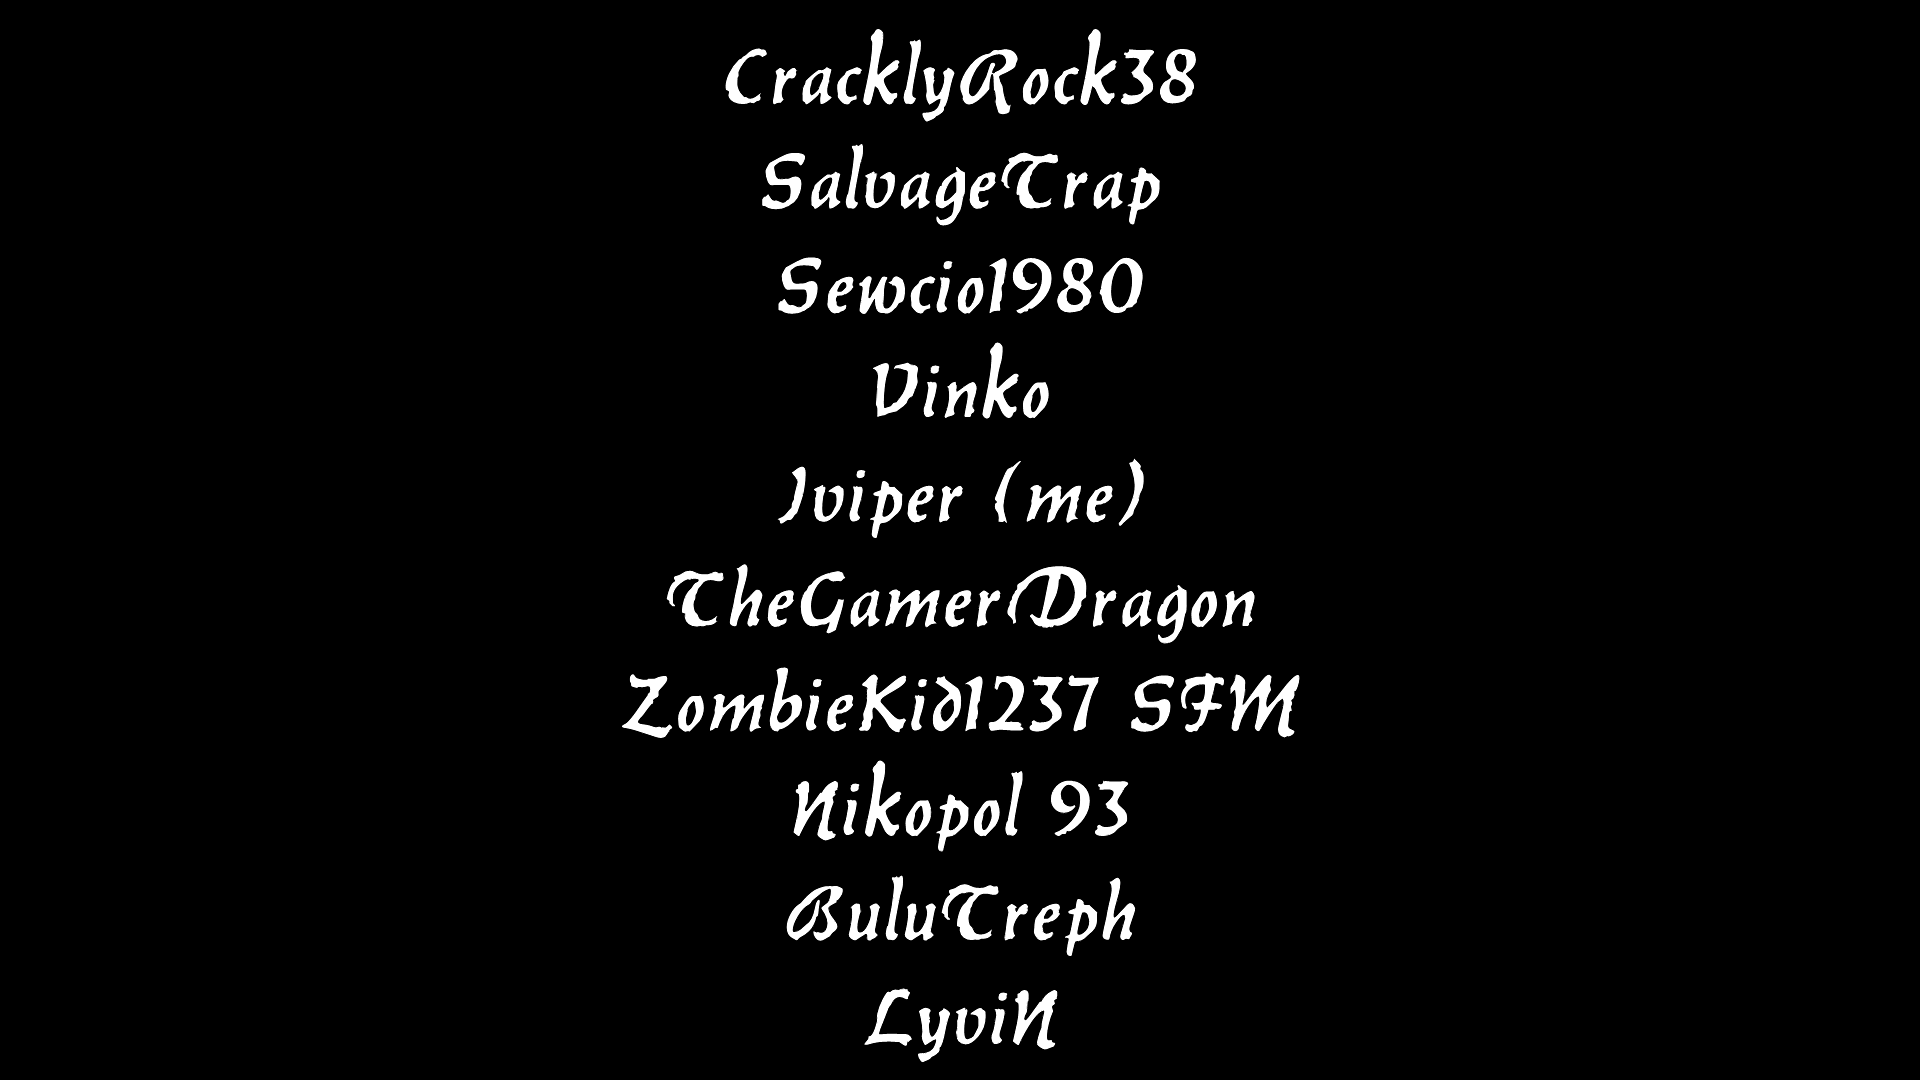 CracklyRock38
SalvageTrap
Sewcio1980
Vinko
Jviper (me)
TheGamerDragon
ZombieKid1237 SFM
Nikopol 93
BuluTreph
LyviN